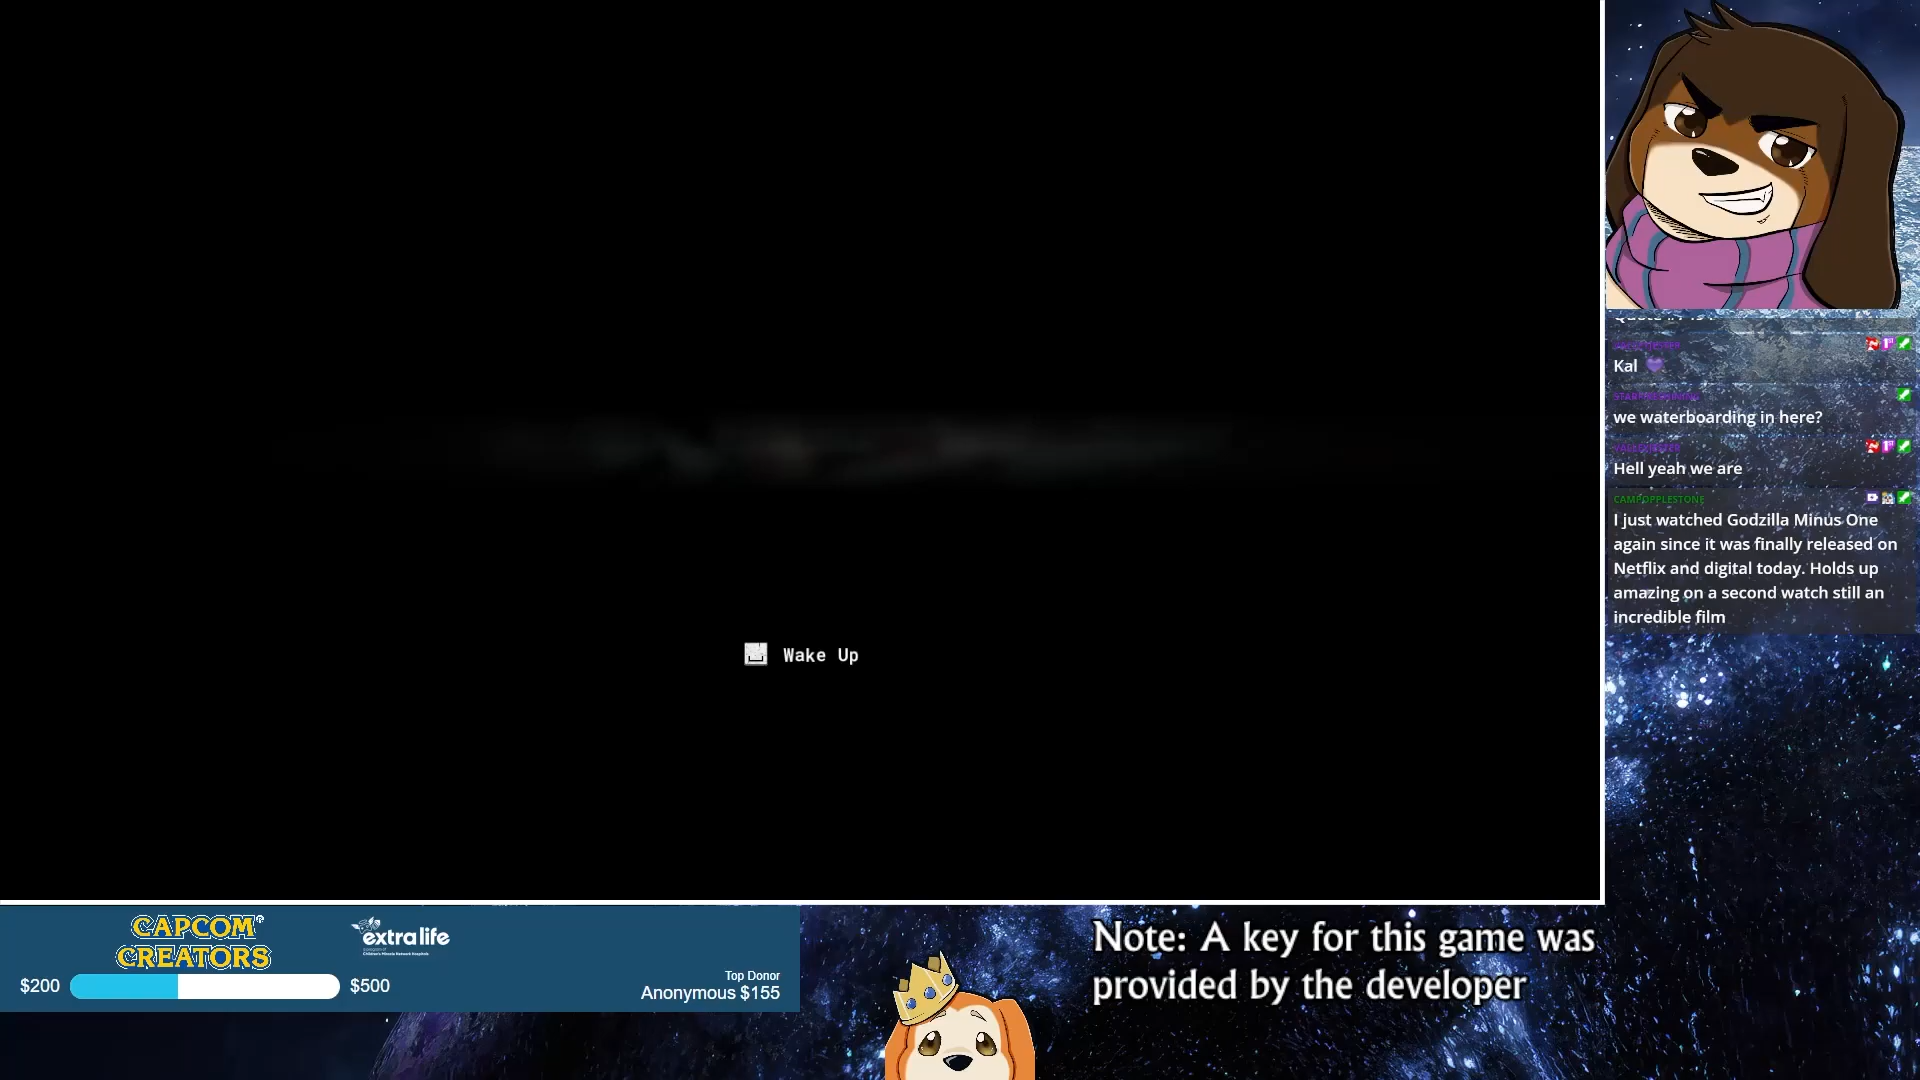 Wake Up
Kal
we waterboarding in here?
Hell yeah we are
CAMPOPPLESTONE
I just watched Godzilla Minus One
again since it was finally released on
Netflix and digital today. Holds up
amazing on a second watch still an
incredible film
CAPCOM
CREATORS
extralife
$200
$500
Top Donor
Anonymous $155
Note: A key for this game was
provided by the developer